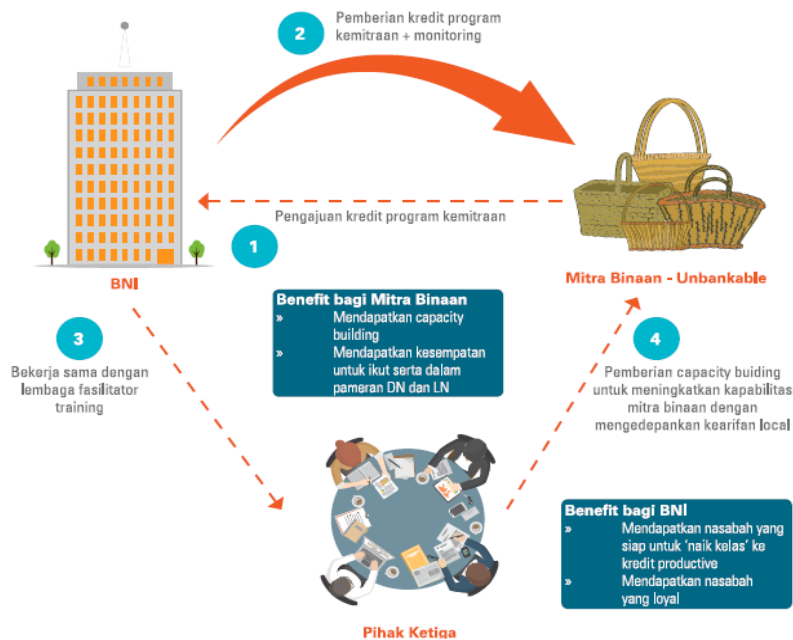 2
Pemberian kredit program
kemitraan + monitoring
Pengajuan kredit program kemitraan
1
BNI
Mitra Binaan - Unbankable
Benefit bagi Mitra Binaan
» Mendapatkan capacity
building
» Mendapatkan kesempatan
untuk ikut serta dalam
pameran DN dan LN
3
Bekerja sama dengan
lembaga fasilitator
training
4
Pemberian capacity buiding
untuk meningkatkan kapabilitas
mitra binaan dengan
mengedepankan kearifan local
Benefit bagi BNI
» Mendapatkan nasabah yang
siap untuk 'naik kelas' ke
kredit productive
» Mendapatkan nasabah
yang loyal
Pihak Ketiga